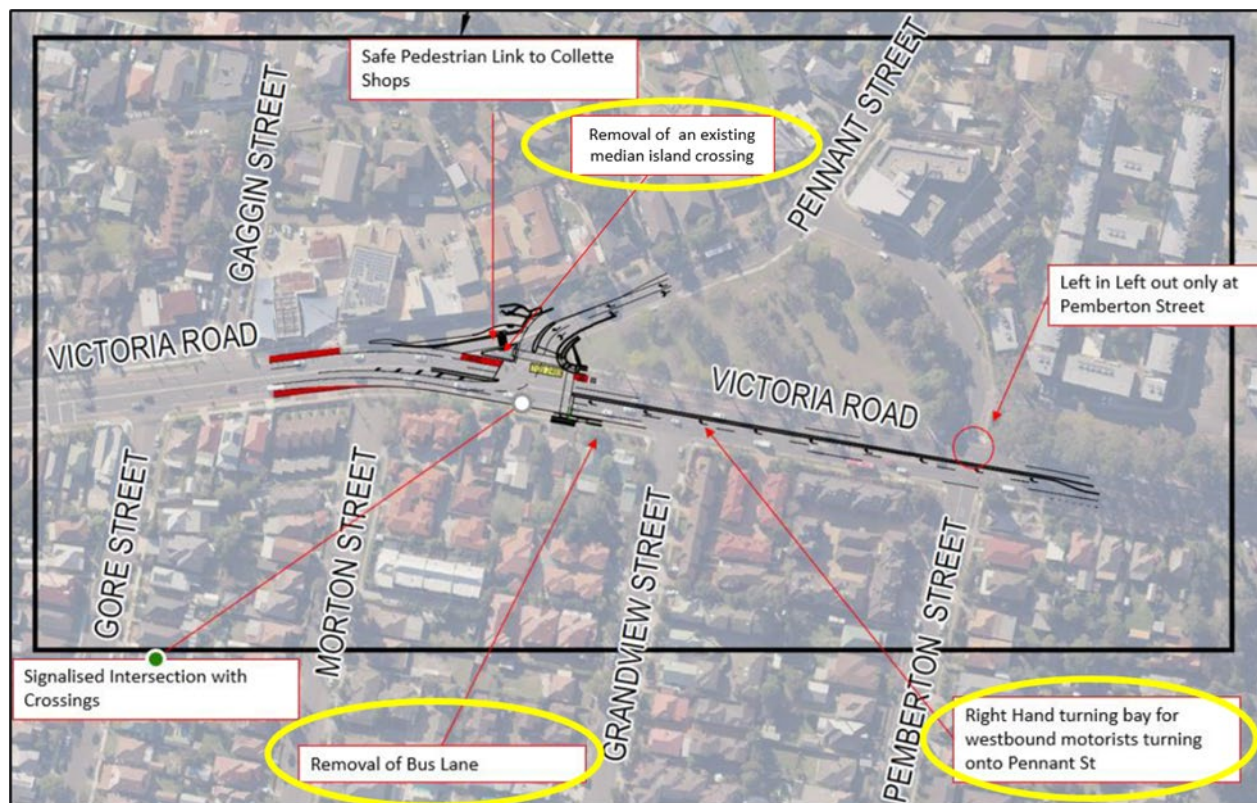 Safe Pedestrian Link to Collette
Shops
Removal of an existing
median island crossing
GAGGIN STREET
PENNANT STREET
Left in Left out only at
Pemberton Street
VICTORIA ROAD
VICTORIA ROAD
GORE STREET
MORTON STREET
GRANDVIEW STREET
PEMBERTON STREET
Signalised Intersection with
Crossings
Removal of Bus Lane
Right Hand turning bay for
westbound motorists turning
onto Pennant St